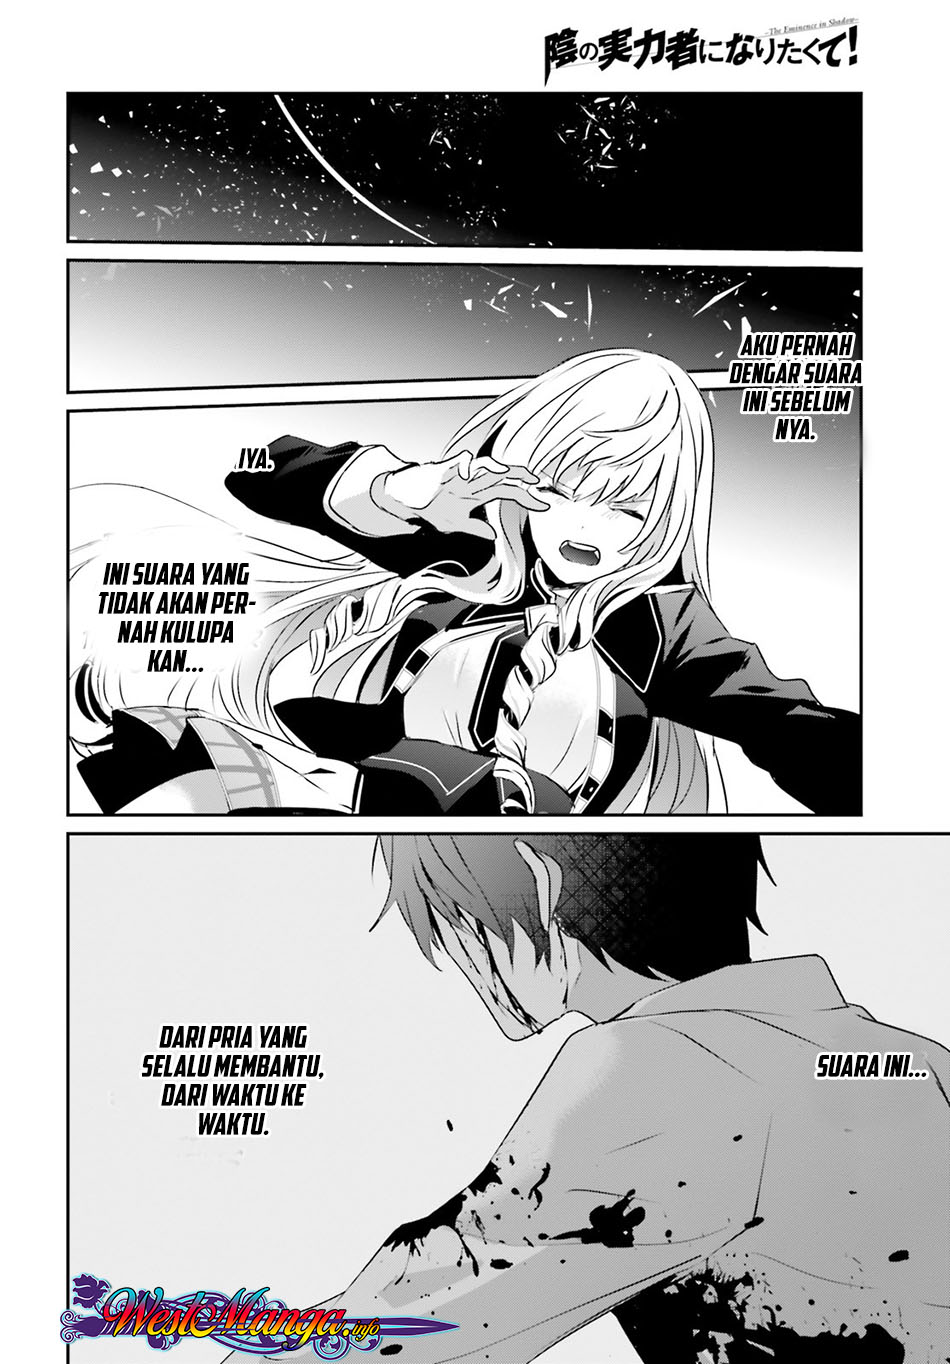 -The Eminence in Shadow-
陰の実力者になりたくて!
AKU PERNAH
DENGAR SUARA
INI SEBELUM
NYA.
IYA.
INI SUARA YANG
TIDAK AKAN PER-
NAH KULUPA
KAN...
SUARA INI...
DARI PRIA YANG
SELALU MEMBANTU,
DARI WAKTU KE
WAKTU.
WestManga.info